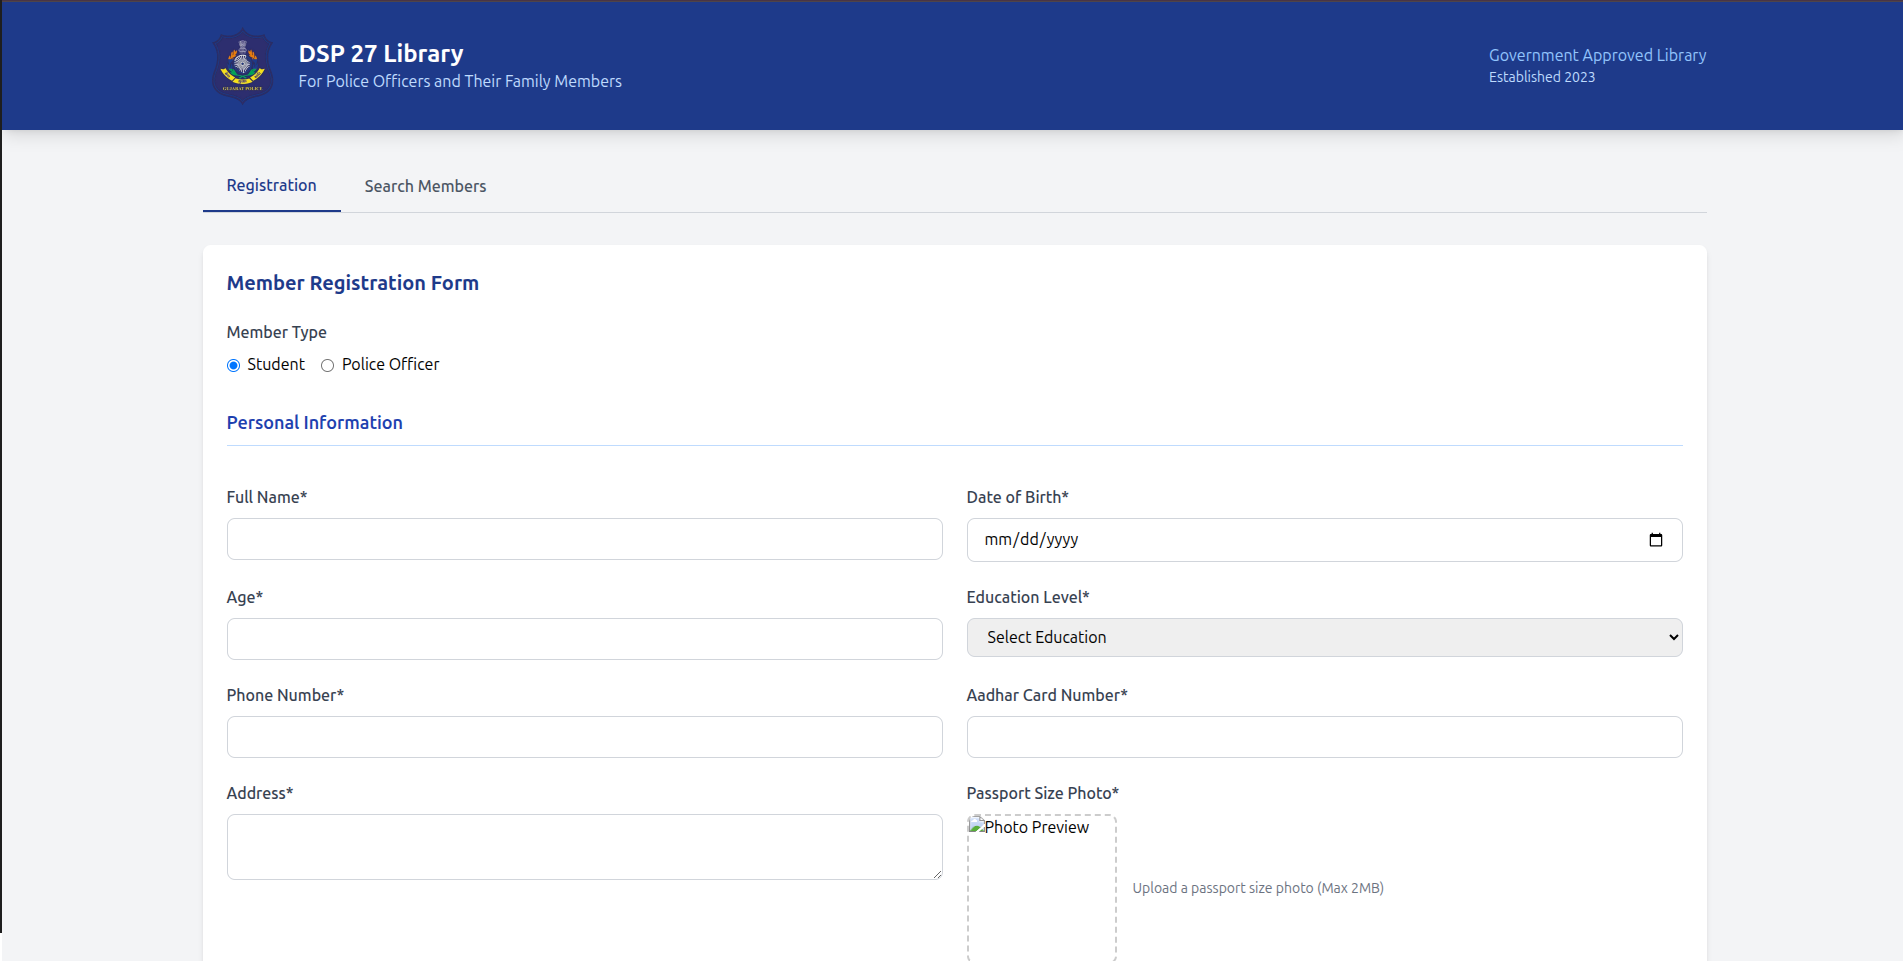 DSP 27 Library
For Police Officers and Their Family Members
GUJARAT POLICE
Government Approved Library
Established 2023
Registration
Search Members
Member Registration Form
Member Type
Student
Police Officer
Personal Information
Full Name*
Date of Birth*
mm/dd/yyyy
Age*
Education Level*
Select Education
Phone Number*
Aadhar Card Number*
Address*
Passport Size Photo*
Photo Preview
Upload a passport size photo (Max 2MB)